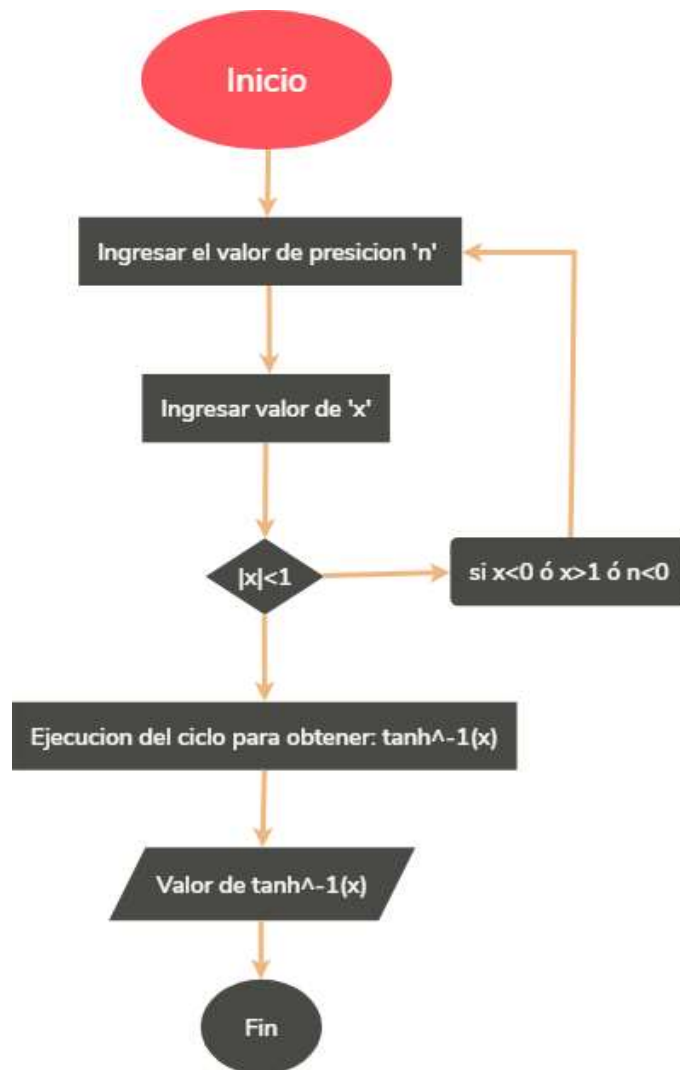 Inicio
Ingresar el valor de presicion 'n'
Ingresar valor de 'x'
|x|<1
si x<0 ó x>1 ó n<0
Ejecucion del ciclo para obtener: tanh^-1(x)
Valor de tanh^-1(x)
Fin